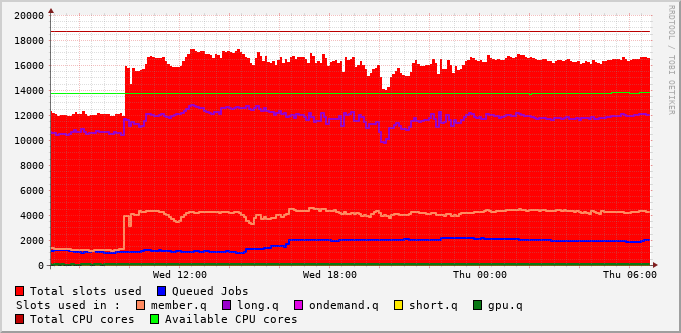 20000
18000
16000
14000
12000
10000
8000
6000
4000
2000
0
Wed 12:00 Wed 18:00 Thu 00:00 Thu 06:00
RRDTOOL / TOBI OETIKER
Total slots used Queued Jobs
Slots used in : member.q long.q ondemand.q short.q gpu.q
Total CPU cores Available CPU cores